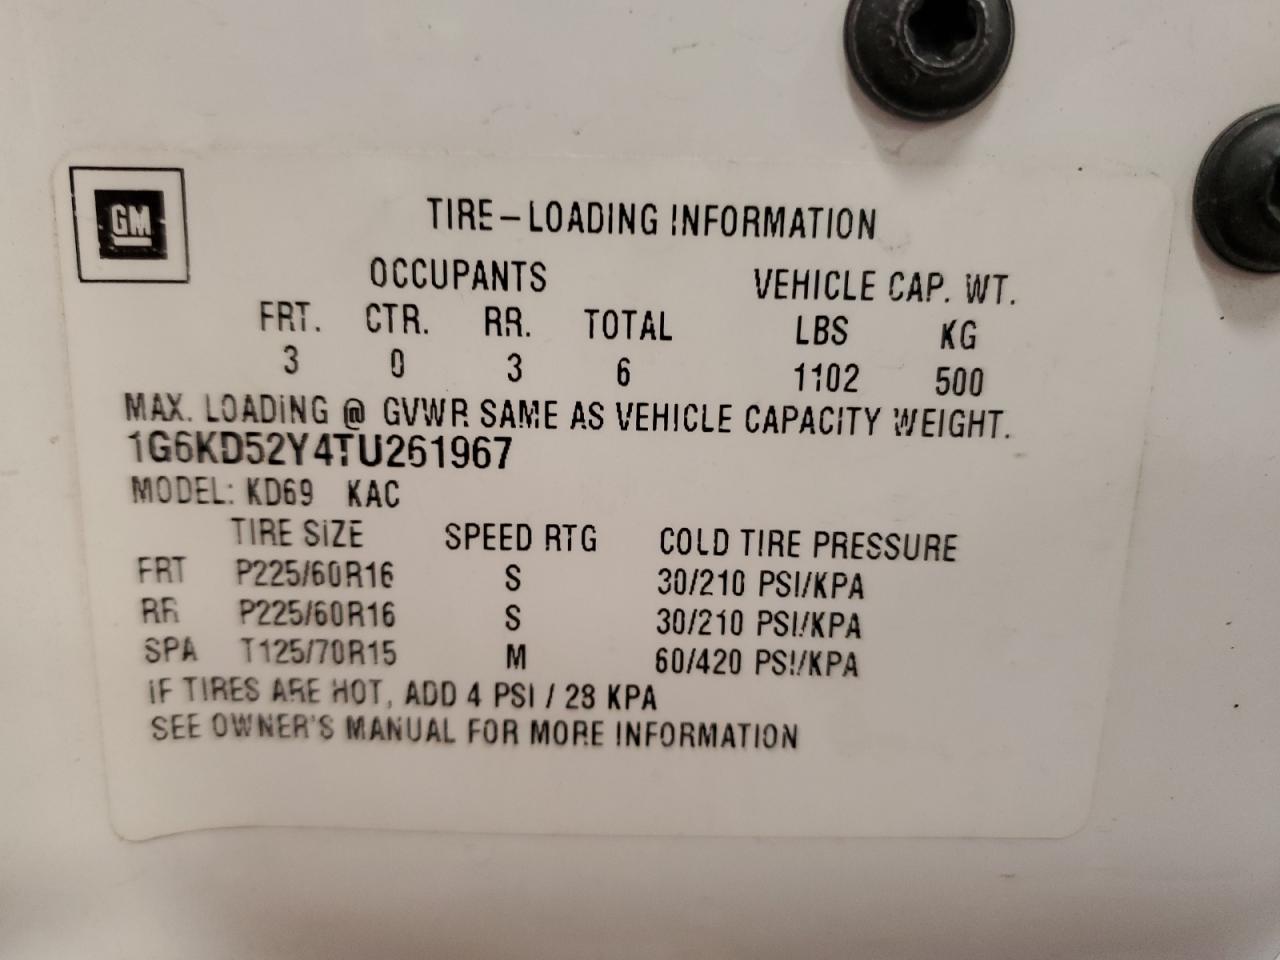 GM
TIRE-LOADING INFORMATION
OCCUPANTS VEHICLE CAP. WT.
FRT. CTR. RR. TOTAL LBS KG
3 0 3 6 1102 500
MAX. LOADING @ GVWR SAME AS VEHICLE CAPACITY WEIGHT.
1G6KD52Y4TU261967
MODEL: KD69 KAC
TIRE SIZE SPEED RTG COLD TIRE PRESSURE
FRT P225/60R16 S 30/210 PSI/KPA
RR P225/60R16 S 30/210 PSI/KPA
SPA T125/70R15 M 60/420 PSI/KPA
IF TIRES ARE HOT, ADD 4 PSI / 28 KPA
SEE OWNER'S MANUAL FOR MORE INFORMATION